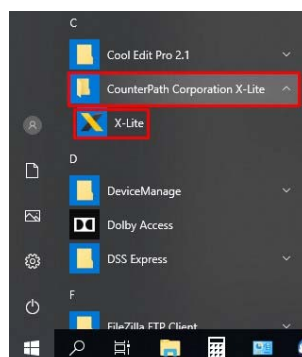 C
Cool Edit Pro 2.1
CounterPath Corporation X-Lite
X-Lite
D
DeviceManage
Dolby Access
DSS Express
F
FileZilla FTP Client